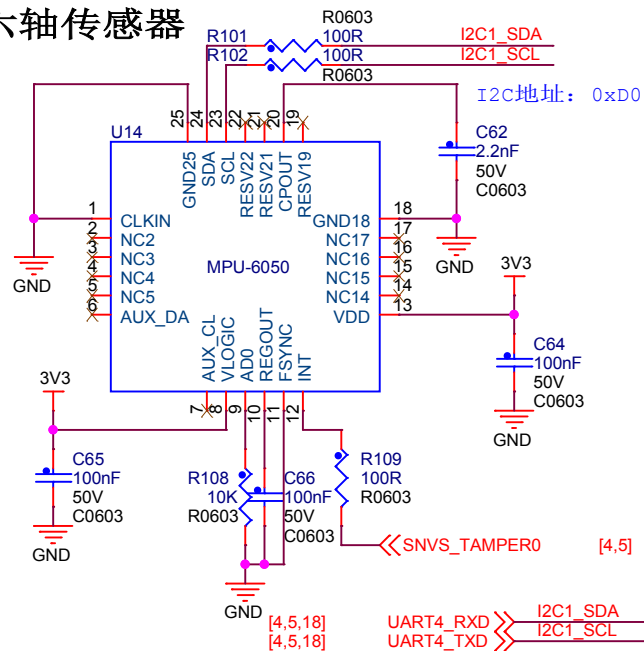 六轴传感器
R0603
R101
100R
I2C1_SDA
R102
100R
I2C1_SCL
R0603
I2C地址: 0xD0
25
24
23
22
21
20
19
U14
GND25
SDA
SCL
RESV22
RESV21
CPOUT
RESV19
C62
2.2nF
50V
C0603
1
CLKIN
2
NC2
3
NC3
4
NC4
5
NC5
6
AUX_DA
MPU-6050
GND18
18
NC17
17
NC16
16
NC15
15
NC14
14
VDD
13
GND
GND
3V3
AUX_CL
VLOGIC
AD0
REGOUT
FSYNC
INT
7
8
9
10
11
12
C64
100nF
50V
C0603
GND
3V3
C65
100nF
50V
C0603
GND
R108
10K
R0603
C66
100nF
50V
C0603
R109
100R
R0603
SNVS_TAMPER0
[4,5]
GND
[4,5,18]
UART4_RXD
I2C1_SDA
[4,5,18]
UART4_TXD
I2C1_SCL